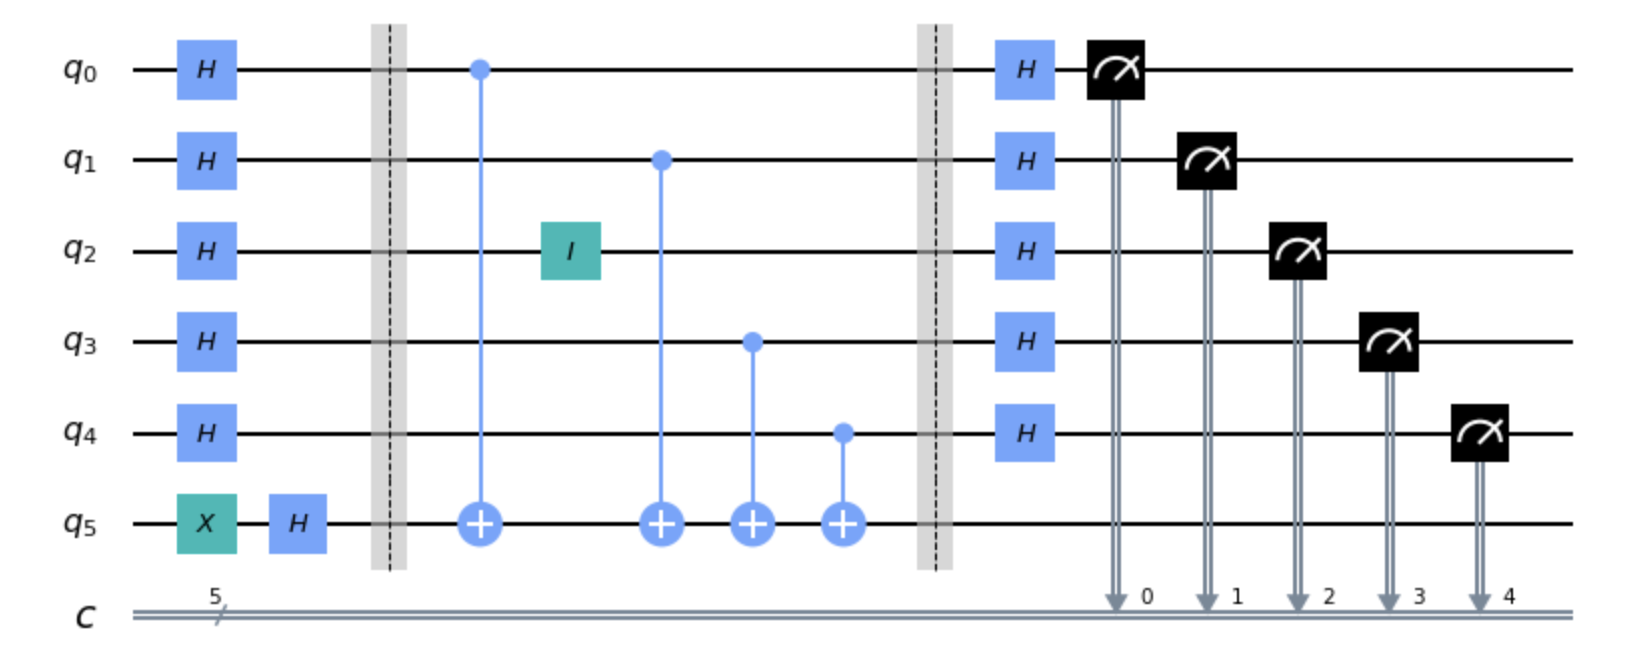 q0 H H
q1 H H
q2 H I H
q3 H H
q4 H H
q5 X H
c 5 0 1 2 3 4